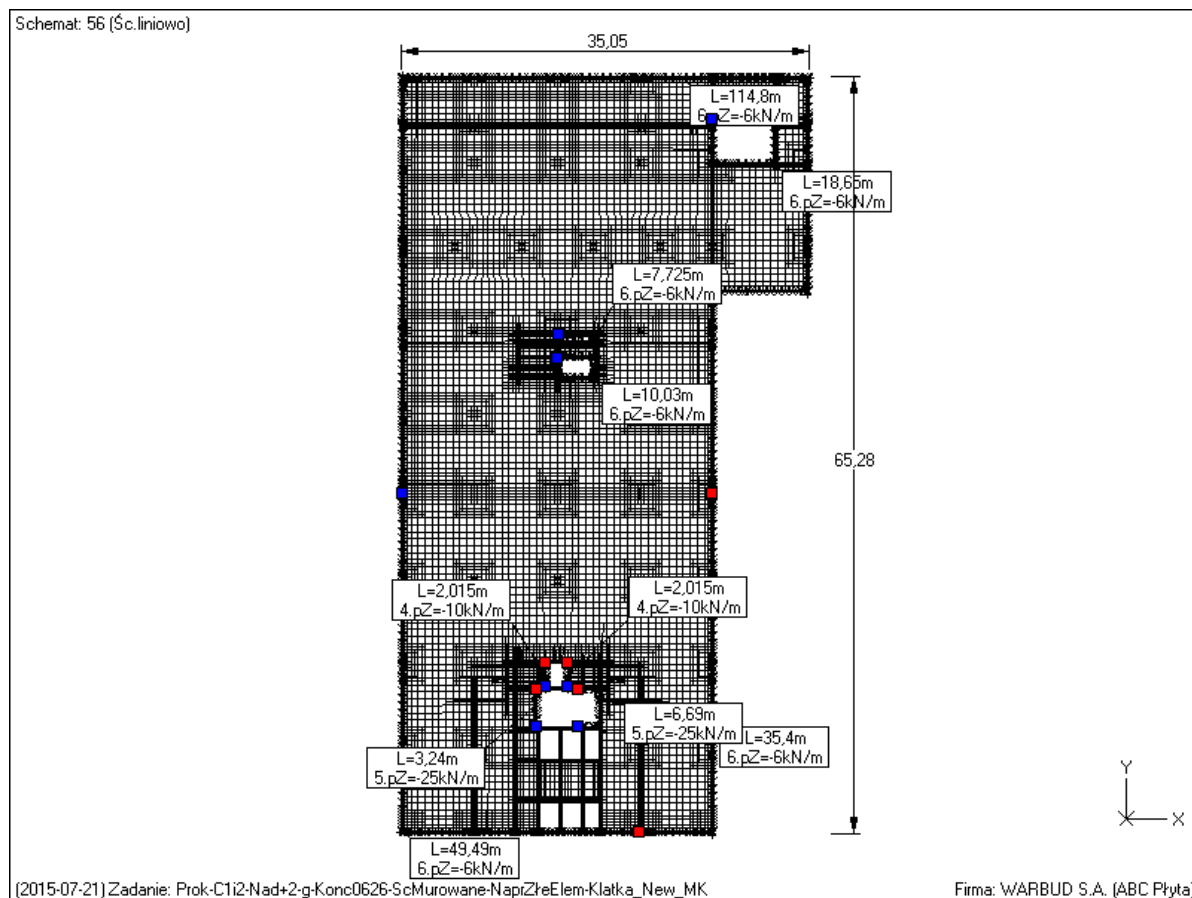 Schemat: 56 (Śc.liniowo)
35,05
L=114,8m
6.pZ=-6kN/m
L=18,65m
6.pZ=-6kN/m
L=7,725m
6.pZ=-6kN/m
L=10,03m
6.pZ=-6kN/m
65,28
L=2,015m
4.pZ=-10kN/m
L=2,015m
4.pZ=-10kN/m
L=6,69m
5.pZ=-25kN/m
L=35,4m
6.pZ=-6kN/m
L=3,24m
5.pZ=-25kN/m
Y
X
L=49,49m
6.pZ=-6kN/m
(2015-07-21) Zadanie: Prok-C1i2-Nad+2-g-Konc0626-ScMurowane-NaprZłeElem-Klatka_New_MK
Firma: WARBUD S.A. (ABC Płyta)